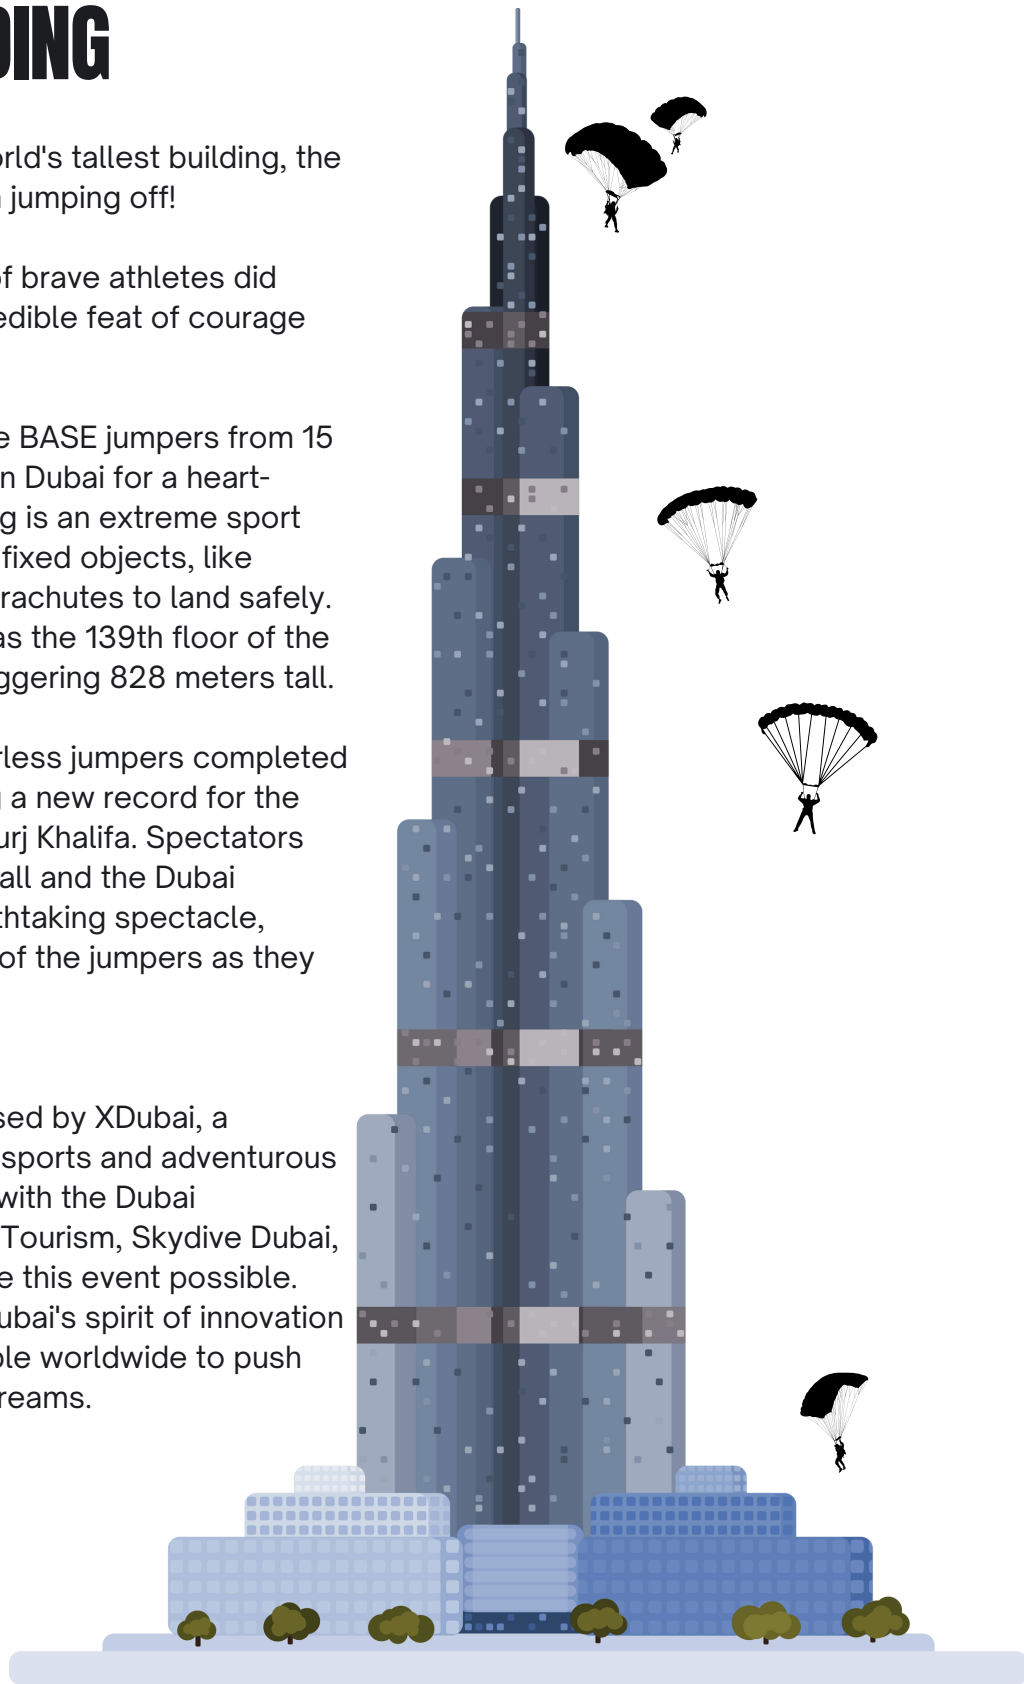 DING
orld's tallest building, the
jumping off!
of brave athletes did
edible feat of courage
e BASE jumpers from 15
n Dubai for a heart-
g is an extreme sport
fixed objects, like
rachutes to land safely.
as the 139th floor of the
ggering 828 meters tall.
rless jumpers completed
g a new record for the
urj Khalifa. Spectators
all and the Dubai
thtaking spectacle,
of the jumpers as they
sed by XDubai, a
sports and adventurous
with the Dubai
Tourism, Skydive Dubai,
e this event possible.
ubai's spirit of innovation
ple worldwide to push
reams.